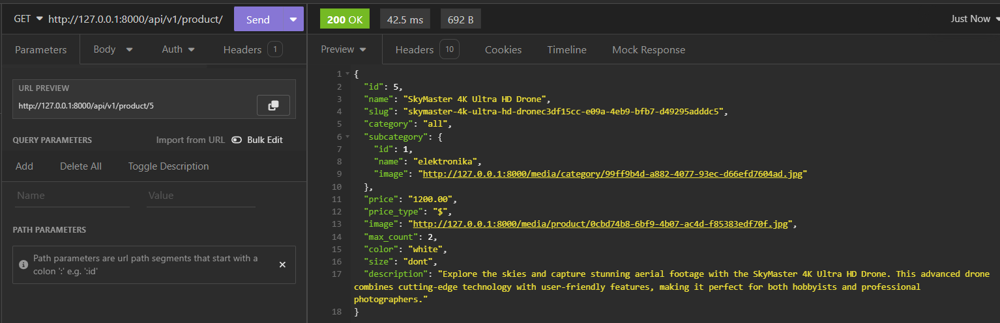 GET http://127.0.0.1:8000/api/v1/product/ Send
Parameters Body Auth Headers 1
URL PREVIEW
http://127.0.0.1:8000/api/v1/product/5
QUERY PARAMETERS Import from URL Bulk Edit
Add Delete All Toggle Description
Name Value
PATH PARAMETERS
Path parameters are url path segments that start with a
colon ':' e.g. ':id'
200 OK 42.5 ms 692 B Just Now
Preview Headers 10 Cookies Timeline Mock Response
1 {
2 "id": 5,
3 "name": "SkyMaster 4K Ultra HD Drone",
4 "slug": "skymaster-4k-ultra-hd-dronec3df15cc-e09a-4eb9-bfb7-d49295adddc5",
5 "category": "all",
6 "subcategory": {
7 "id": 1,
8 "name": "elektronika",
9 "image": "http://127.0.0.1:8000/media/category/99ff9b4d-a882-4077-93ec-d66efd7604ad.jpg"
10 },
11 "price": "1200.00",
12 "price_type": "$",
13 "image": "http://127.0.0.1:8000/media/product/0cbd74b8-6bf9-4b07-ac4d-f85383edf70f.jpg",
14 "max_count": 2,
15 "color": "white",
16 "size": "dont",
17 "description": "Explore the skies and capture stunning aerial footage with the SkyMaster 4K Ultra HD Drone. This advanced drone
combines cutting-edge technology with user-friendly features, making it perfect for both hobbyists and professional
photographers."
18 }